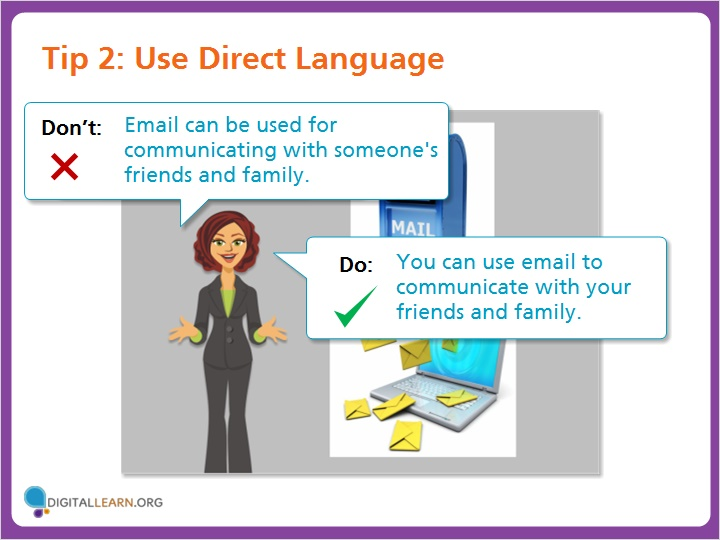 Tip 2: Use Direct Language
Don’t:
Email can be used for
communicating with someone's
friends and family.
MAIL
Do:
You can use email to
communicate with your
friends and family.
DIGITALLEARN.ORG